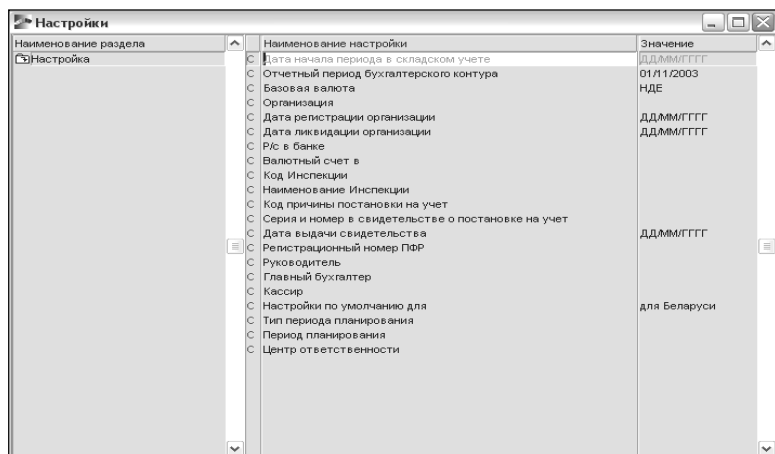 Настройки
Наименование раздела
Наименование настройки Значение
Настройка
С Дата начала периода в складском учете ДД/ММ/ГГГГ
С Отчетный период бухгалтерского контура 01/11/2003
С Базовая валюта НДЕ
С Организация
С Дата регистрации организации ДД/ММ/ГГГГ
С Дата ликвидации организации ДД/ММ/ГГГГ
С Р/с в банке
С Валютный счет в
С Код Инспекции
С Наименование Инспекции
С Код причины постановки на учет
С Серия и номер в свидетельстве о постановке на учет
С Дата выдачи свидетельства ДД/ММ/ГГГГ
С Регистрационный номер ПФР
С Руководитель
С Главный бухгалтер
С Кассир
С Настройки по умолчанию для для Беларуси
С Тип периода планирования
С Период планирования
С Центр ответственности